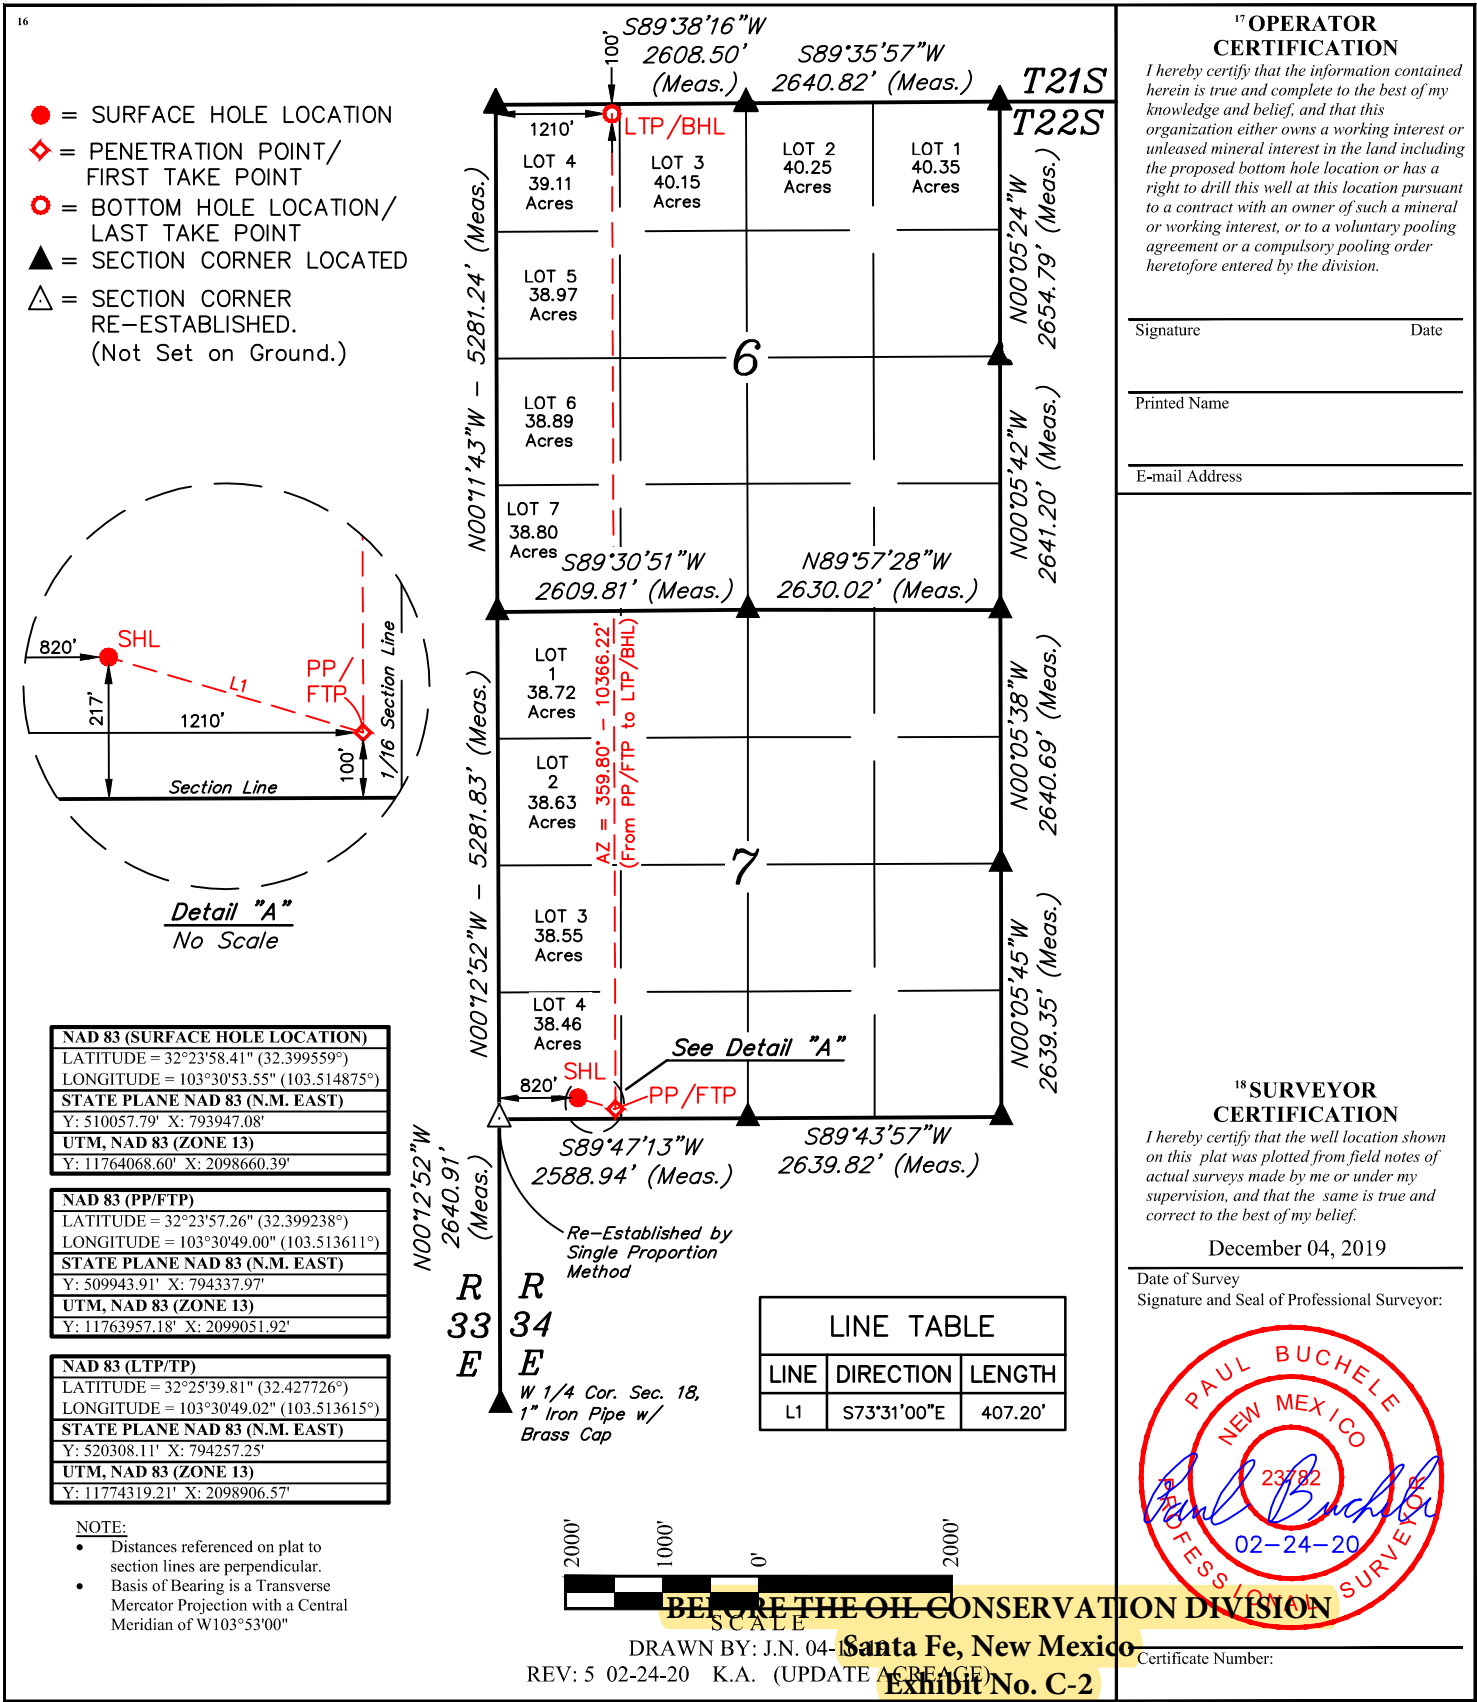 16
= SURFACE HOLE LOCATION
= PENETRATION POINT/
FIRST TAKE POINT
= BOTTOM HOLE LOCATION/
LAST TAKE POINT
= SECTION CORNER LOCATED
= SECTION CORNER
RE-ESTABLISHED.
(Not Set on Ground.)
S89°38'16"W
2608.50'
(Meas.)
S89°35'57"W
2640.82' (Meas.)
T21S
T22S
100'
1210'
LTP/BHL
LOT 4
39.11
Acres
LOT 3
40.15
Acres
LOT 2
40.25
Acres
LOT 1
40.35
Acres
LOT 5
38.97
Acres
LOT 6
38.89
Acres
LOT 7
38.80
Acres
6
N00°11'43"W - 5281.24' (Meas.)
N00°05'24"W
2654.79' (Meas.)
N00°05'42"W
2641.20' (Meas.)
S89°30'51"W
2609.81' (Meas.)
N89°57'28"W
2630.02' (Meas.)
LOT
1
38.72
Acres
LOT
2
38.63
Acres
LOT 3
38.55
Acres
LOT 4
38.46
Acres
AZ = 359.80° - 10366.22'
(From PP/FTP to LTP/BHL)
7
N00°12'52"W - 5281.83' (Meas.)
N00°05'38"W
2640.69' (Meas.)
N00°05'45"W
2639.35' (Meas.)
See Detail "A"
820'
SHL
PP/FTP
S89°47'13"W
2588.94' (Meas.)
S89°43'57"W
2639.82' (Meas.)
N00°12'52"W
2640.91'
(Meas.)
Re-Established by
Single Proportion
Method
R R
33 34
E E
W 1/4 Cor. Sec. 18,
1" Iron Pipe w/
Brass Cap
820'
SHL
217'
L1
PP/
FTP
1210'
100'
1/16 Section Line
Section Line
Detail "A"
No Scale
NAD 83 (SURFACE HOLE LOCATION)
LATITUDE = 32°23'58.41" (32.399559°)
LONGITUDE = 103°30'53.55" (103.514875°)
STATE PLANE NAD 83 (N.M. EAST)
Y: 510057.79' X: 793947.08'
UTM, NAD 83 (ZONE 13)
Y: 11764068.60' X: 2098660.39'
NAD 83 (PP/FTP)
LATITUDE = 32°23'57.26" (32.399238°)
LONGITUDE = 103°30'49.00" (103.513611°)
STATE PLANE NAD 83 (N.M. EAST)
Y: 509943.91' X: 794337.97'
UTM, NAD 83 (ZONE 13)
Y: 11763957.18' X: 2099051.92'
NAD 83 (LTP/TP)
LATITUDE = 32°25'39.81" (32.427726°)
LONGITUDE = 103°30'49.02" (103.513615°)
STATE PLANE NAD 83 (N.M. EAST)
Y: 520308.11' X: 794257.25'
UTM, NAD 83 (ZONE 13)
Y: 11774319.21' X: 2098906.57'
NOTE:
• Distances referenced on plat to
section lines are perpendicular.
• Basis of Bearing is a Transverse
Mercator Projection with a Central
Meridian of W103°53'00"
LINE TABLE
LINE DIRECTION LENGTH
L1 S73°31'00"E 407.20'
2000' 1000' 0' 2000'
SCALE
DRAWN BY: J.N. 04-
REV: 5 02-24-20 K.A. (UPDATE ACREAGE)
BEFORE THE OIL CONSERVATION DIVISION
Santa Fe, New Mexico
Exhibit No. C-2
17 OPERATOR
CERTIFICATION
I hereby certify that the information contained
herein is true and complete to the best of my
knowledge and belief, and that this
organization either owns a working interest or
unleased mineral interest in the land including
the proposed bottom hole location or has a
right to drill this well at this location pursuant
to a contract with an owner of such a mineral
or working interest, or to a voluntary pooling
agreement or a compulsory pooling order
heretofore entered by the division.
Signature Date
Printed Name
E-mail Address
18 SURVEYOR
CERTIFICATION
I hereby certify that the well location shown
on this plat was plotted from field notes of
actual surveys made by me or under my
supervision, and that the same is true and
correct to the best of my belief.
December 04, 2019
Date of Survey
Signature and Seal of Professional Surveyor:
PAUL BUCHELE
NEW MEXICO
23782
Paul Buchele
02-24-20
PROFESSIONAL SURVEYOR
Certificate Number: